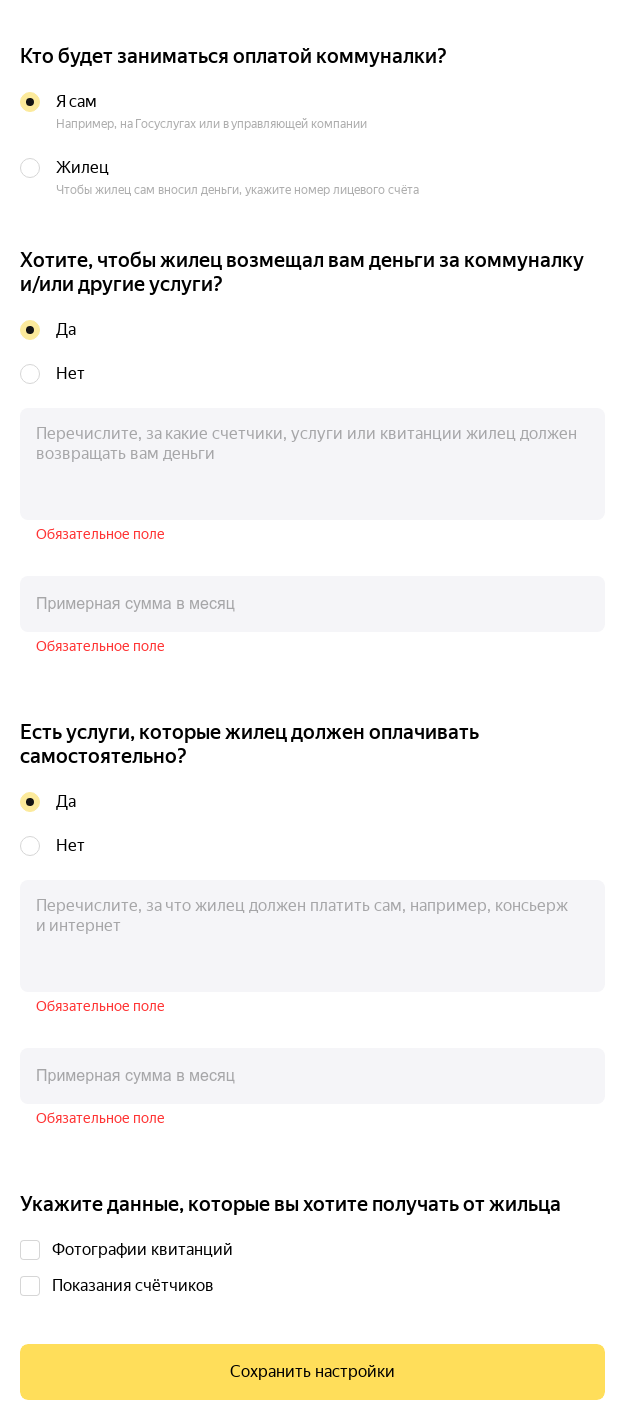 Кто будет заниматься оплатой коммуналки?
Я сам
Например, на Госуслугах или в управляющей компании
Жилец
Чтобы жилец сам вносил деньги, укажите номер лицевого счёта
Хотите, чтобы жилец возмещал вам деньги за коммуналку
и/или другие услуги?
Да
Нет
Перечислите, за какие счетчики, услуги или квитанции жилец должен
возвращать вам деньги
Обязательное поле
Примерная сумма в месяц
Обязательное поле
Есть услуги, которые жилец должен оплачивать
самостоятельно?
Да
Нет
Перечислите, за что жилец должен платить сам, например, консьерж
и интернет
Обязательное поле
Примерная сумма в месяц
Обязательное поле
Укажите данные, которые вы хотите получать от жильца
Фотографии квитанций
Показания счётчиков
Сохранить настройки